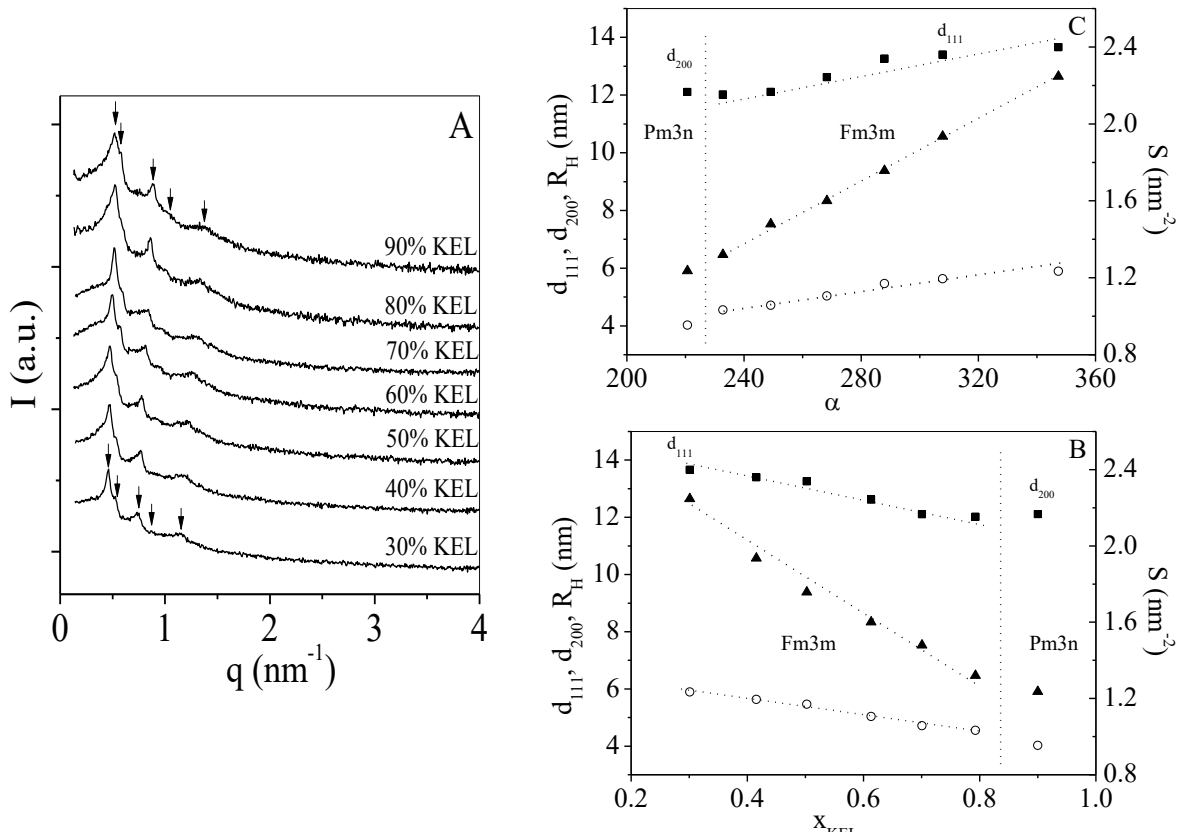 A
I (a.u.)
90% KEL
80% KEL
70% KEL
60% KEL
50% KEL
40% KEL
30% KEL
0 1 2 3 4
q (nm⁻¹)
C
d₁₁₁, d₂₀₀, R_H (nm)
14
12
10
8
6
4
d₂₀₀
d₁₁₁
Pm3n
Fm3m
2.4
2.0
1.6
1.2
0.8
S (nm⁻²)
200 240 280 320 360
α
B
d₁₁₁, d₂₀₀, R_H (nm)
14
12
10
8
6
4
d₁₁₁
d₂₀₀
Fm3m
Pm3n
2.4
2.0
1.6
1.2
0.8
S (nm⁻²)
0.2 0.4 0.6 0.8 1.0
x_KEL